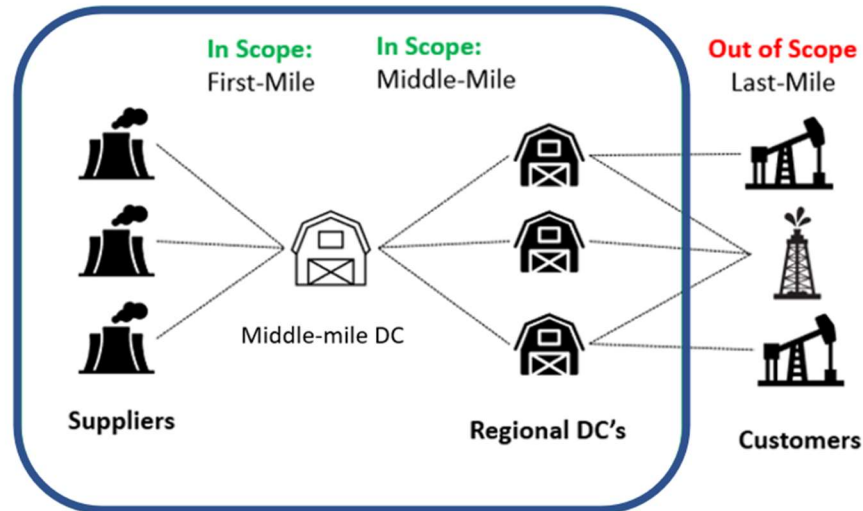 In Scope:
First-Mile
In Scope:
Middle-Mile
Out of Scope
Last-Mile
Middle-mile DC
Suppliers
Regional DC's
Customers